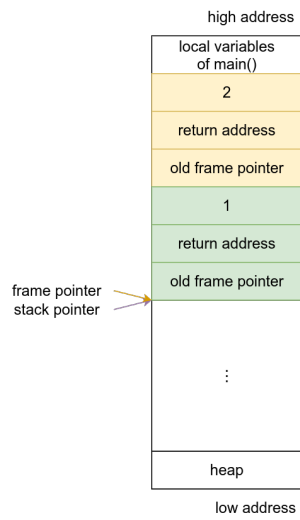 high address
local variables
of main()
2
return address
old frame pointer
1
return address
old frame pointer
frame pointer
stack pointer
⋮
heap
low address